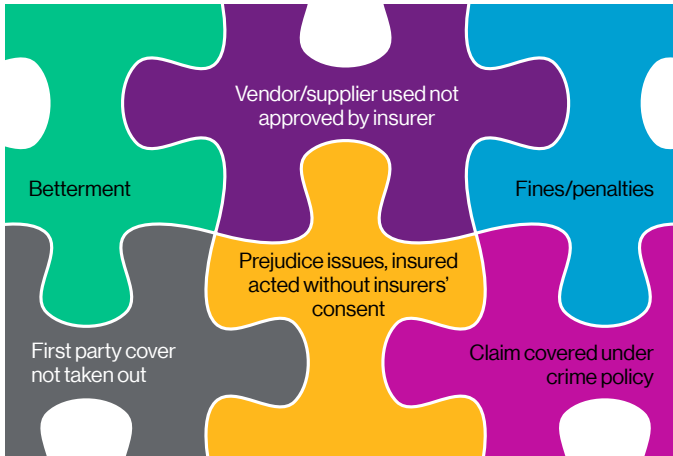 Vendor/supplier used not
approved by insurer
Betterment
Fines/penalties
Prejudice issues, insured
acted without insurers’
consent
First party cover
not taken out
Claim covered under
crime policy